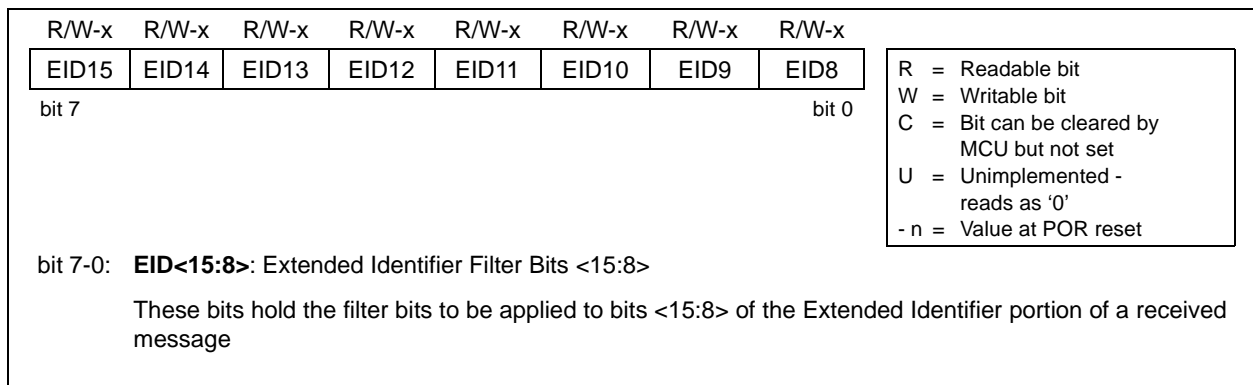 R/W-x R/W-x R/W-x R/W-x R/W-x R/W-x R/W-x R/W-x
EID15 EID14 EID13 EID12 EID11 EID10 EID9 EID8
bit 7 bit 0
R = Readable bit
W = Writable bit
C = Bit can be cleared by
MCU but not set
U = Unimplemented -
reads as ‘0’
- n = Value at POR reset
bit 7-0: EID<15:8>: Extended Identifier Filter Bits <15:8>
These bits hold the filter bits to be applied to bits <15:8> of the Extended Identifier portion of a received
message